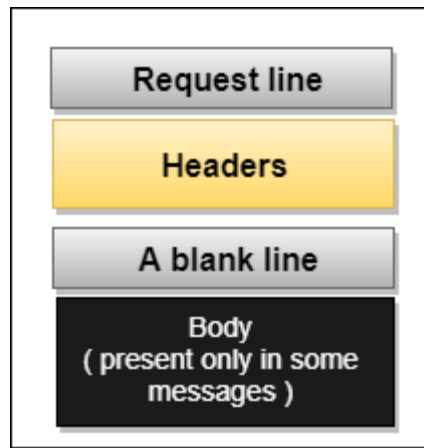 Request line
Headers
A blank line
Body
( present only in some
messages )